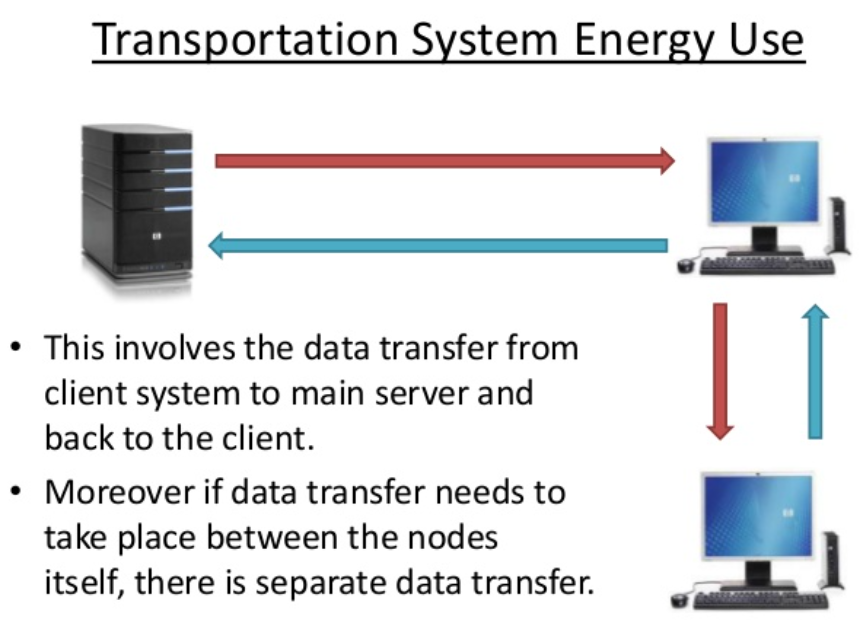 Transportation System Energy Use
• This involves the data transfer from
client system to main server and
back to the client.
• Moreover if data transfer needs to
take place between the nodes
itself, there is separate data transfer.